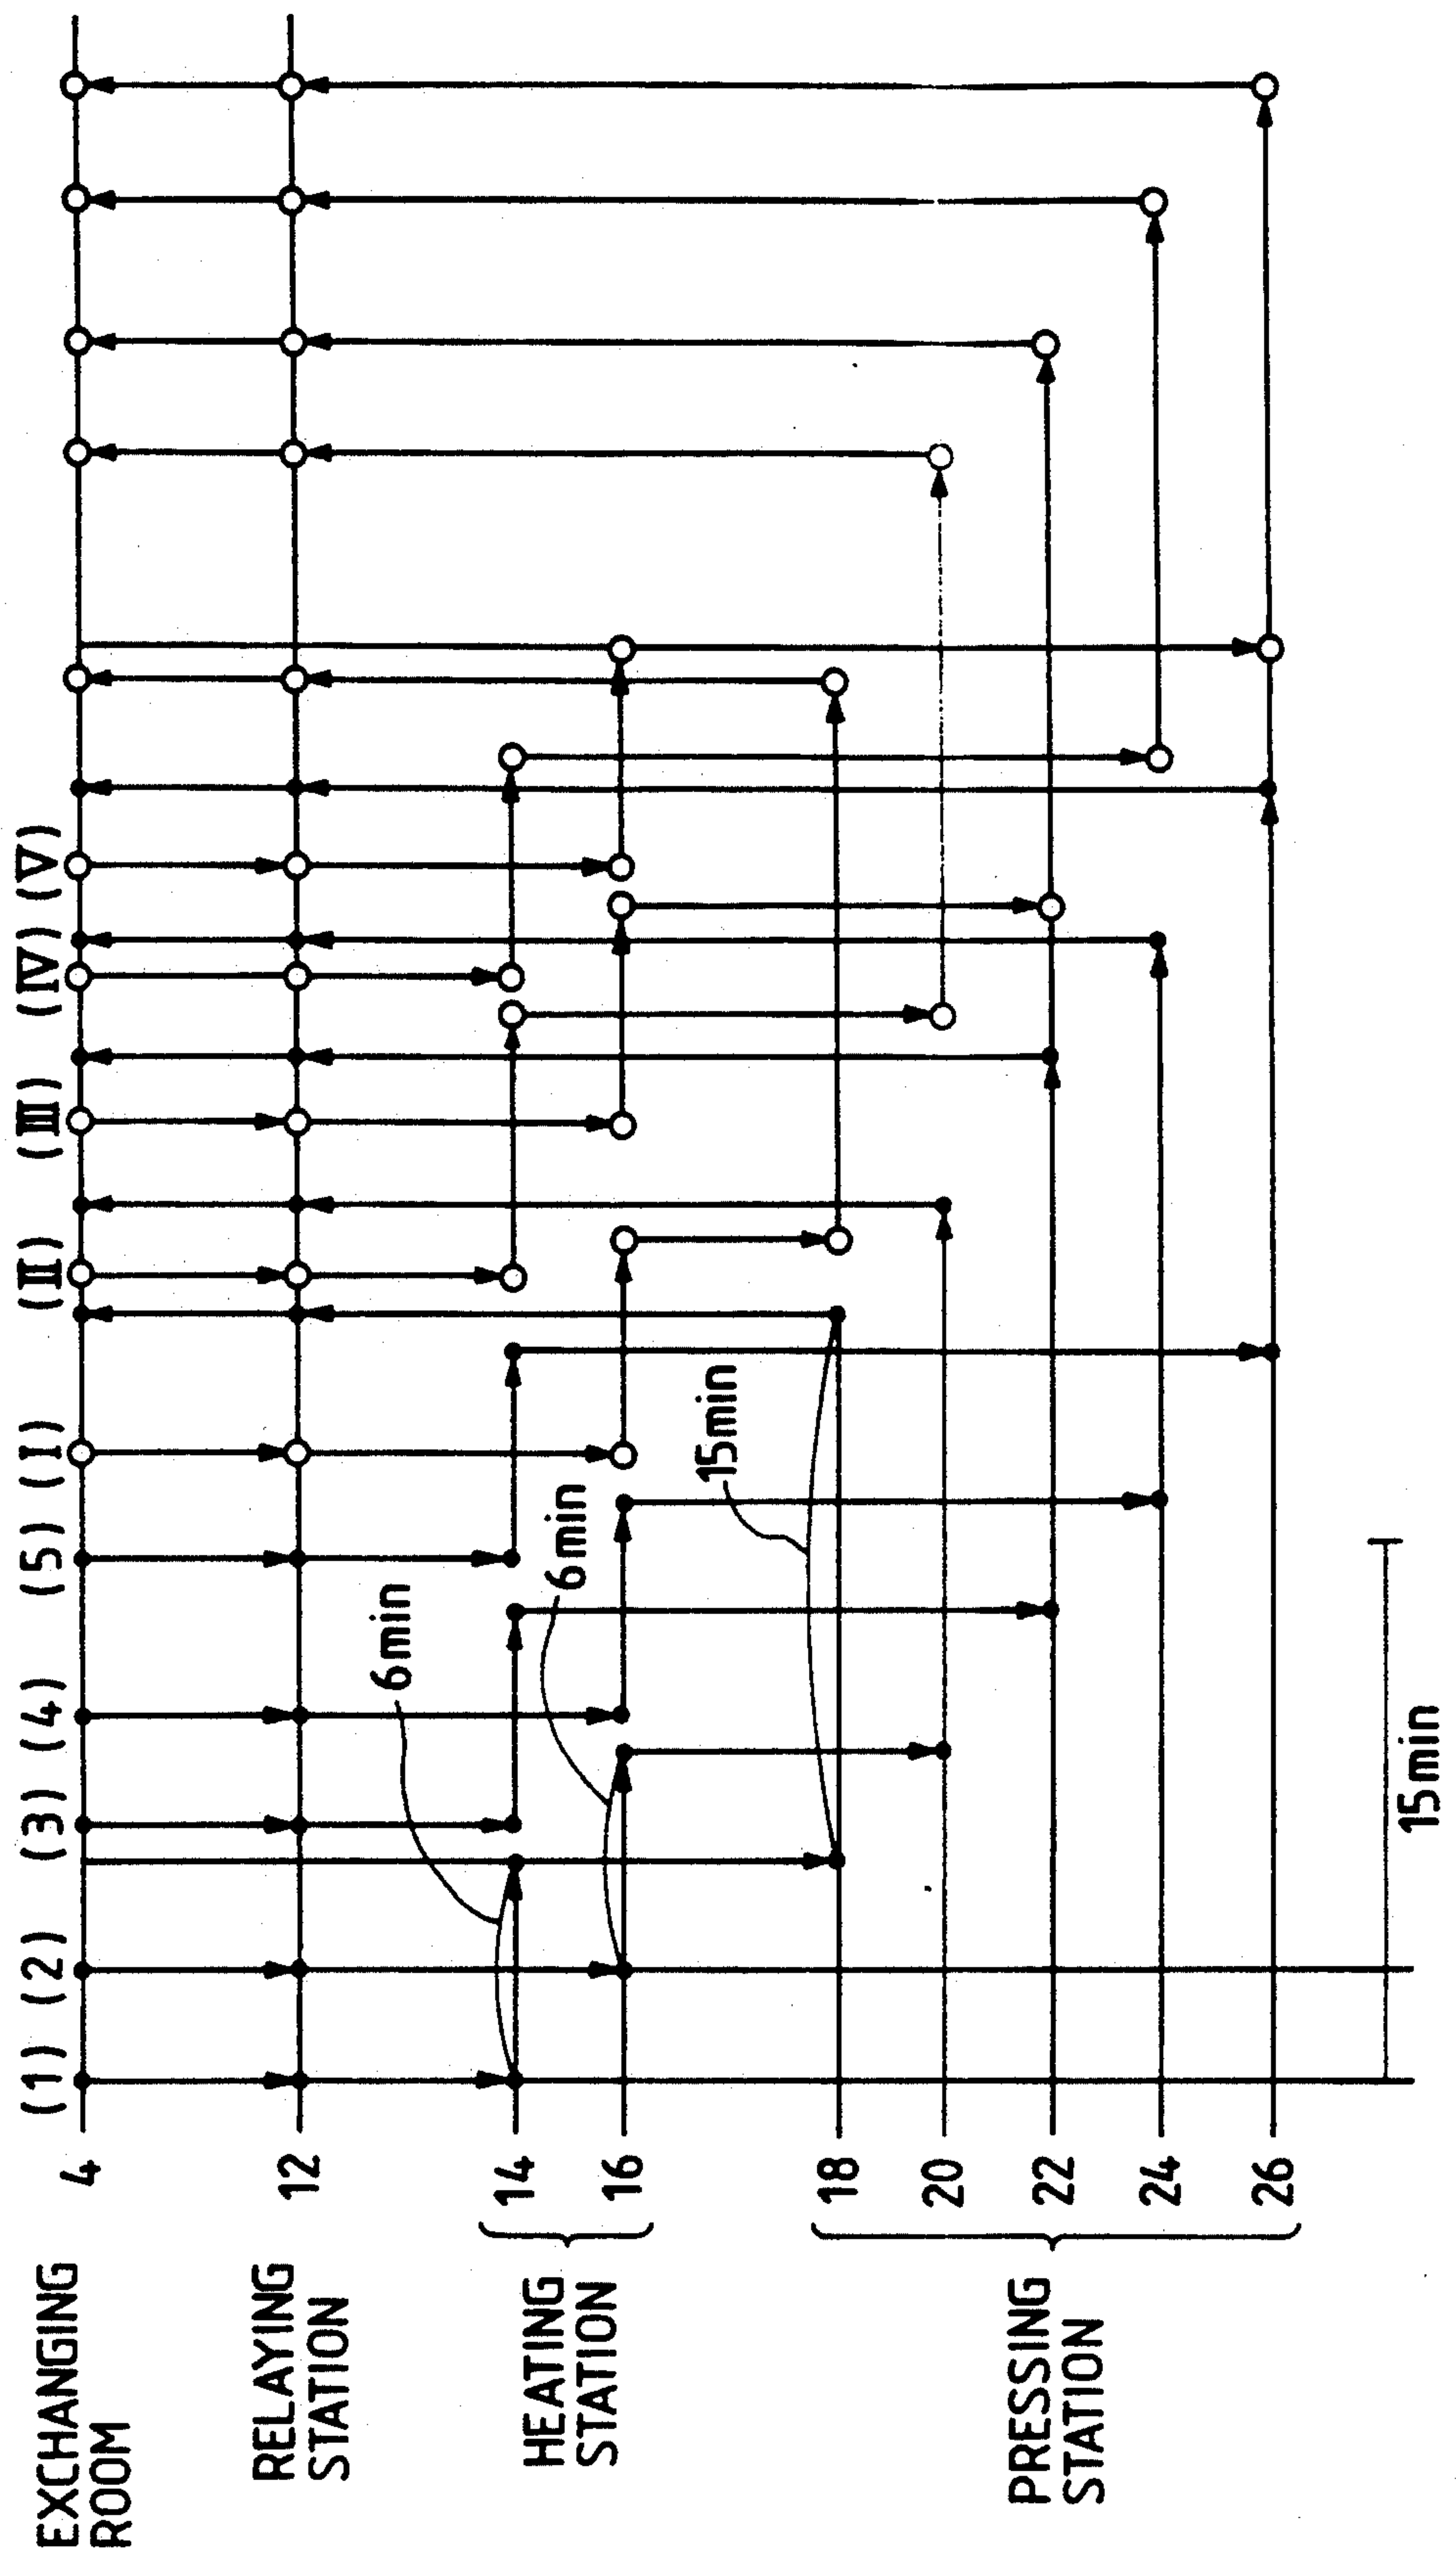 EXCHANGING
ROOM
4
RELAYING
STATION
12
HEATING
STATION
14
16
PRESSING
STATION
18
20
22
24
26
(1) (2) (3) (4) (5) (I) (II) (III) (IV) (V)
6min
6min
15min
15min